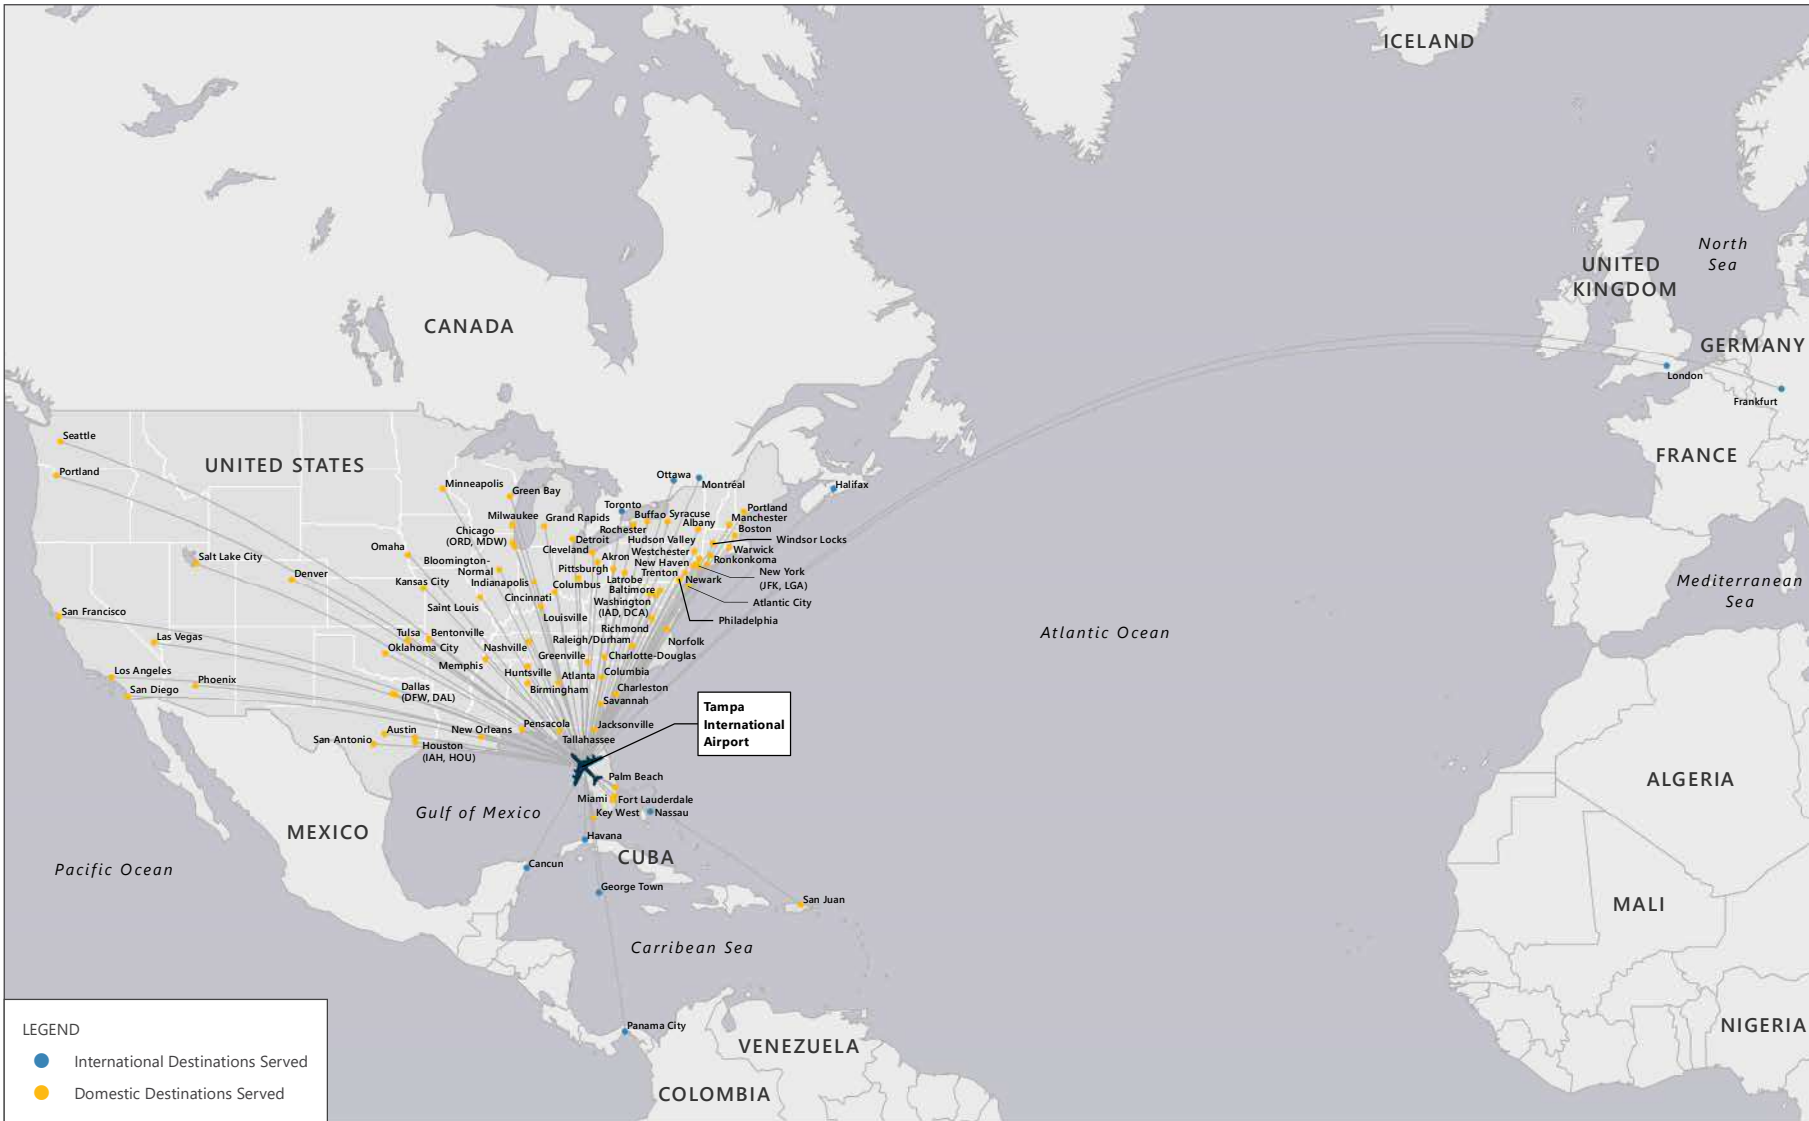 ICELAND
North
Sea
UNITED
KINGDOM
CANADA
GERMANY
London
Frankfurt
Seattle
UNITED STATES
FRANCE
Portland
Ottawa
Montréal
Halifax
Minneapolis
Green Bay
Toronto
Portland
Milwaukee
Grand Rapids
Buffao
Syracuse
Manchester
Chicago
(ORD, MDW)
Rochester
Albany
Boston
Detroit
Hudson Valley
Windsor Locks
Omaha
Cleveland
Westchester
Warwick
Salt Lake City
Bloomington-
Normal
Akron
New Haven
Ronkonkoma
Denver
Pittsburgh
Trenton
New York
(JFK, LGA)
Kansas City
Indianapolis
Columbus
Latrobe
Newark
Baltimore
Mediterranean
Sea
Saint Louis
Cincinnati
Washington
(IAD, DCA)
Atlantic City
San Francisco
Louisville
Philadelphia
Richmond
Atlantic Ocean
Las Vegas
Tulsa
Bentonville
Raleigh/Durham
Norfolk
Oklahoma City
Nashville
Greenville
Charlotte-Douglas
Memphis
Los Angeles
Huntsville
Atlanta
Columbia
Phoenix
San Diego
Dallas
(DFW, DAL)
Birmingham
Charleston
Savannah
Tampa
International
Airport
Austin
New Orleans
Pensacola
Jacksonville
San Antonio
Houston
(IAH, HOU)
Tallahassee
Palm Beach
ALGERIA
Miami
Fort Lauderdale
Gulf of Mexico
Key West
Nassau
MEXICO
Havana
CUBA
Pacific Ocean
Cancun
George Town
San Juan
MALI
Carribean Sea
Panama City
NIGERIA
VENEZUELA
COLOMBIA
LEGEND
International Destinations Served
Domestic Destinations Served